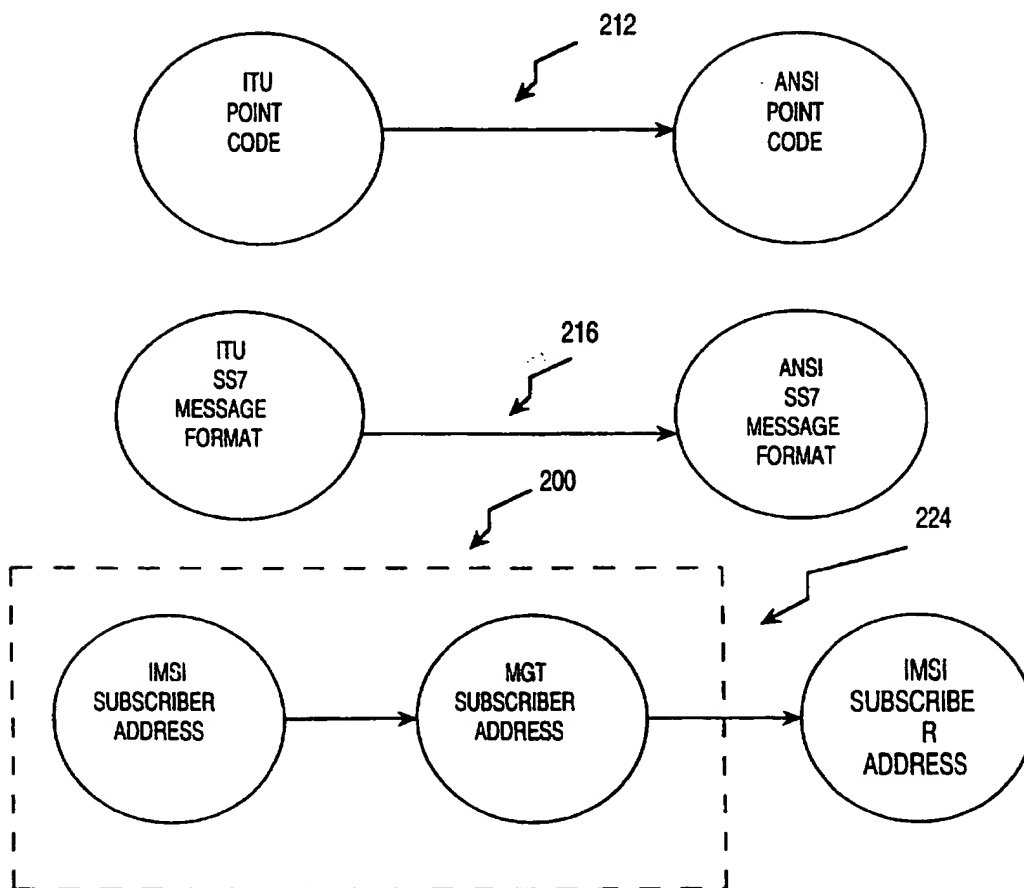 212
ITU
POINT
CODE
ANSI
POINT
CODE
216
ITU
SS7
MESSAGE
FORMAT
ANSI
SS7
MESSAGE
FORMAT
200
224
IMSI
SUBSCRIBER
ADDRESS
MGT
SUBSCRIBER
ADDRESS
IMSI
SUBSCRIBE
R
ADDRESS